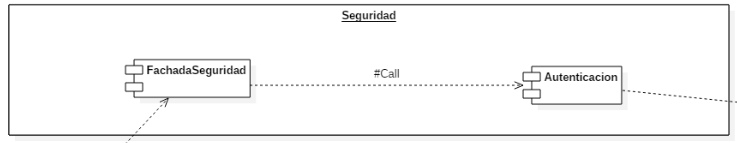 Seguridad
FachadaSeguridad
#Call
Autenticacion